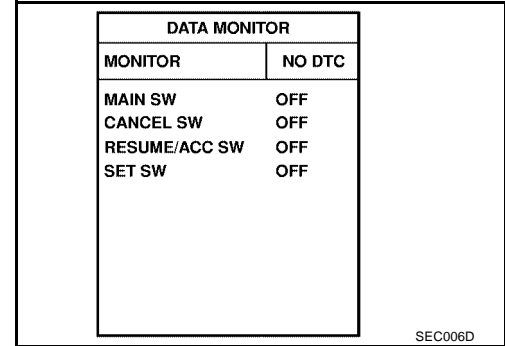 DATA MONITOR
MONITOR NO DTC
MAIN SW OFF
CANCEL SW OFF
RESUME/ACC SW OFF
SET SW OFF
SEC006D